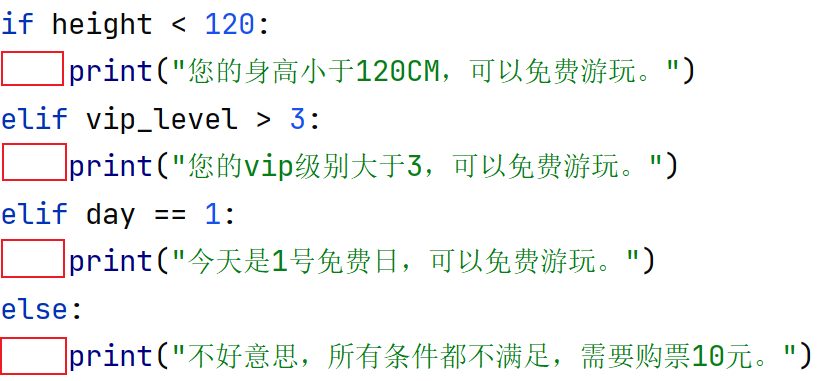 if height < 120:
    print("您的身高小于120CM，可以免费游玩。")
elif vip_level > 3:
    print("您的vip级别大于3，可以免费游玩。")
elif day == 1:
    print("今天是1号免费日，可以免费游玩。")
else:
    print("不好意思，所有条件都不满足，需要购票10元。")